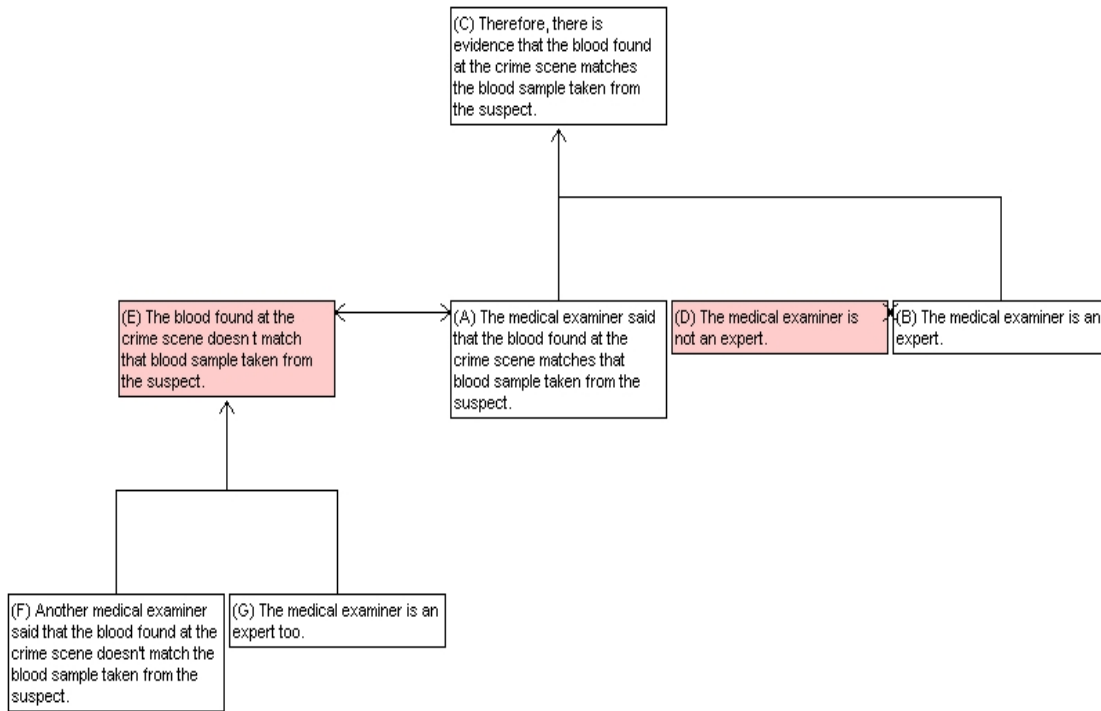 (C) Therefore, there is
evidence that the blood found
at the crime scene matches
the blood sample taken from
the suspect.
(E) The blood found at the
crime scene doesn t match
that blood sample taken from
the suspect.
(A) The medical examiner said
that the blood found at the
crime scene matches that
blood sample taken from the
suspect.
(D) The medical examiner is
not an expert.
(B) The medical examiner is an
expert.
(F) Another medical examiner
said that the blood found at the
crime scene doesn't match the
blood sample taken from the
suspect.
(G) The medical examiner is an
expert too.